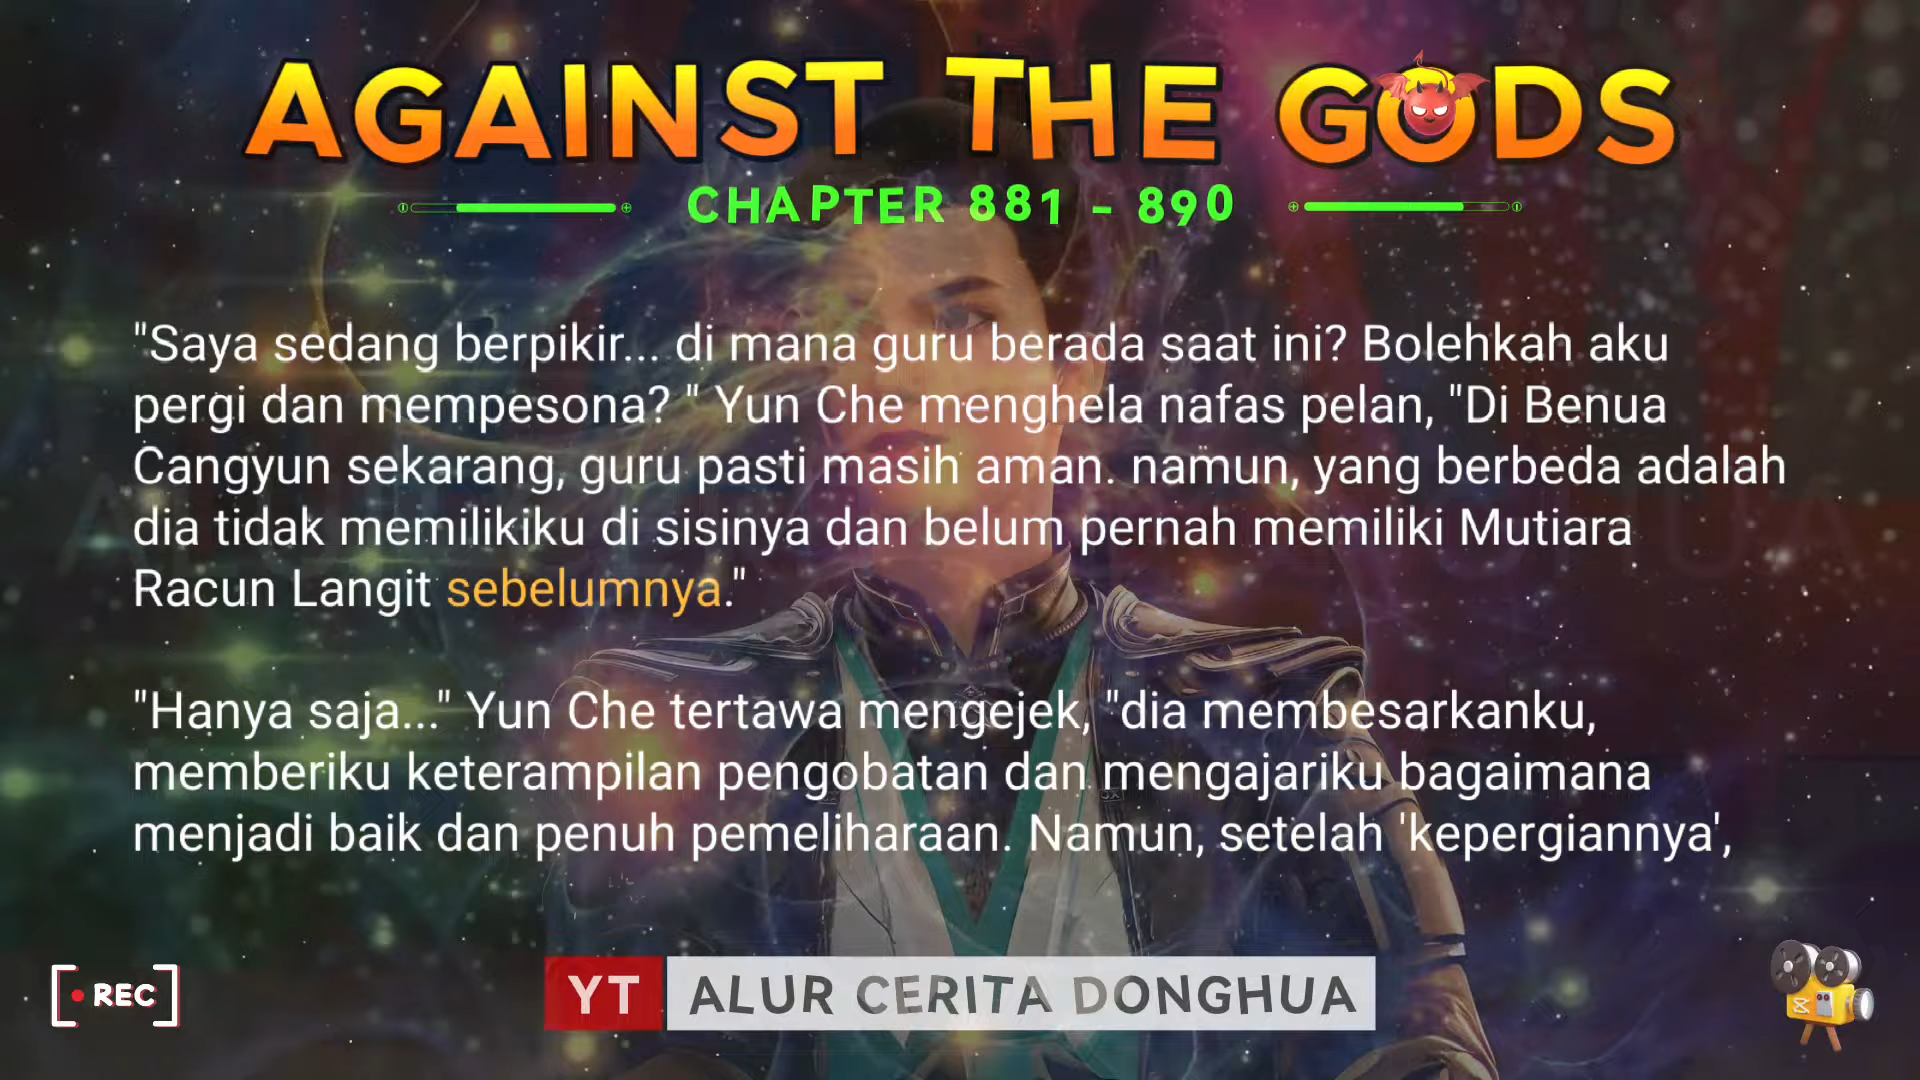 AGAINST THE GODS
CHAPTER 881 - 890
"Saya sedang berpikir... di mana guru berada saat ini? Bolehkah aku
pergi dan mempesona? " Yun Che menghela nafas pelan, "Di Benua
Cangyun sekarang, guru pasti masih aman. namun, yang berbeda adalah
dia tidak memilikiku di sisinya dan belum pernah memiliki Mutiara
Racun Langit sebelumnya."
"Hanya saja..." Yun Che tertawa mengejek, "dia membesarkanku,
memberiku keterampilan pengobatan dan mengajariku bagaimana
menjadi baik dan penuh pemeliharaan. Namun, setelah 'kepergiannya',
REC
YT ALUR CERITA DONGHUA